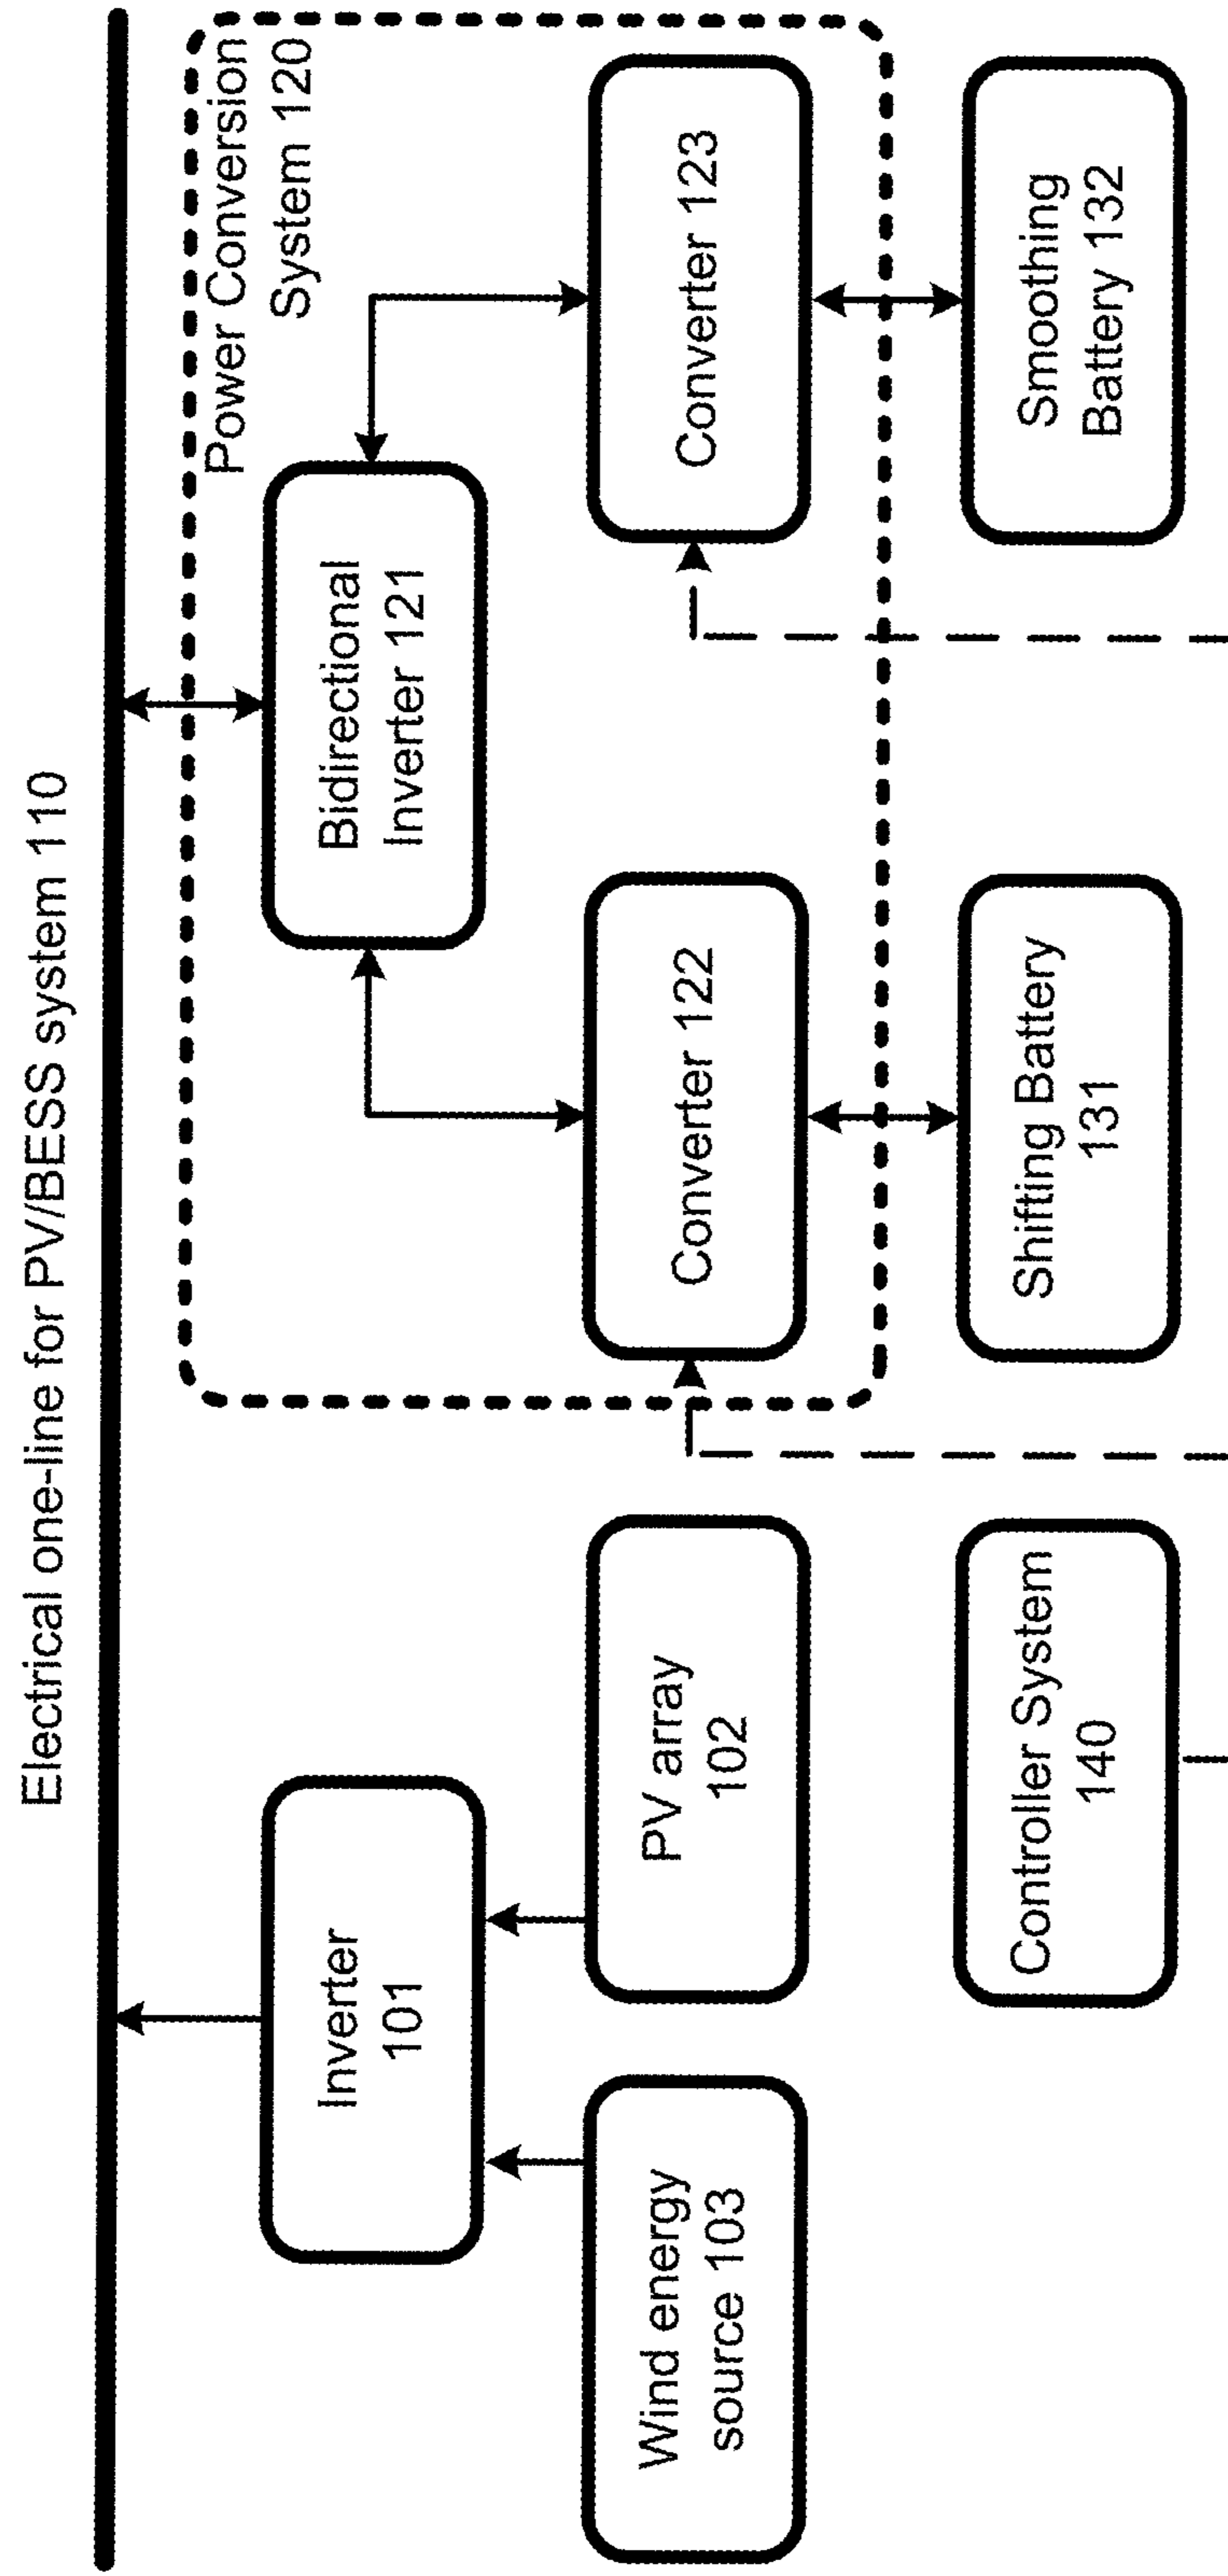 Electrical one-line for PV/BESS system 110
Power Conversion
System 120
Inverter
101
Bidirectional
Inverter 121
Wind energy
source 103
PV array
102
Converter 122
Converter 123
Controller System
140
Shifting Battery
131
Smoothing
Battery 132